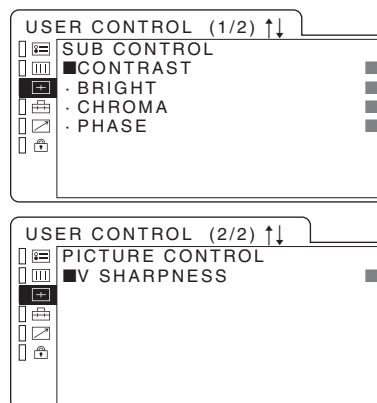 USER CONTROL (1/2) ↑↓
SUB CONTROL
■CONTRAST
· BRIGHT
· CHROMA
· PHASE
USER CONTROL (2/2) ↑↓
PICTURE CONTROL
■V SHARPNESS